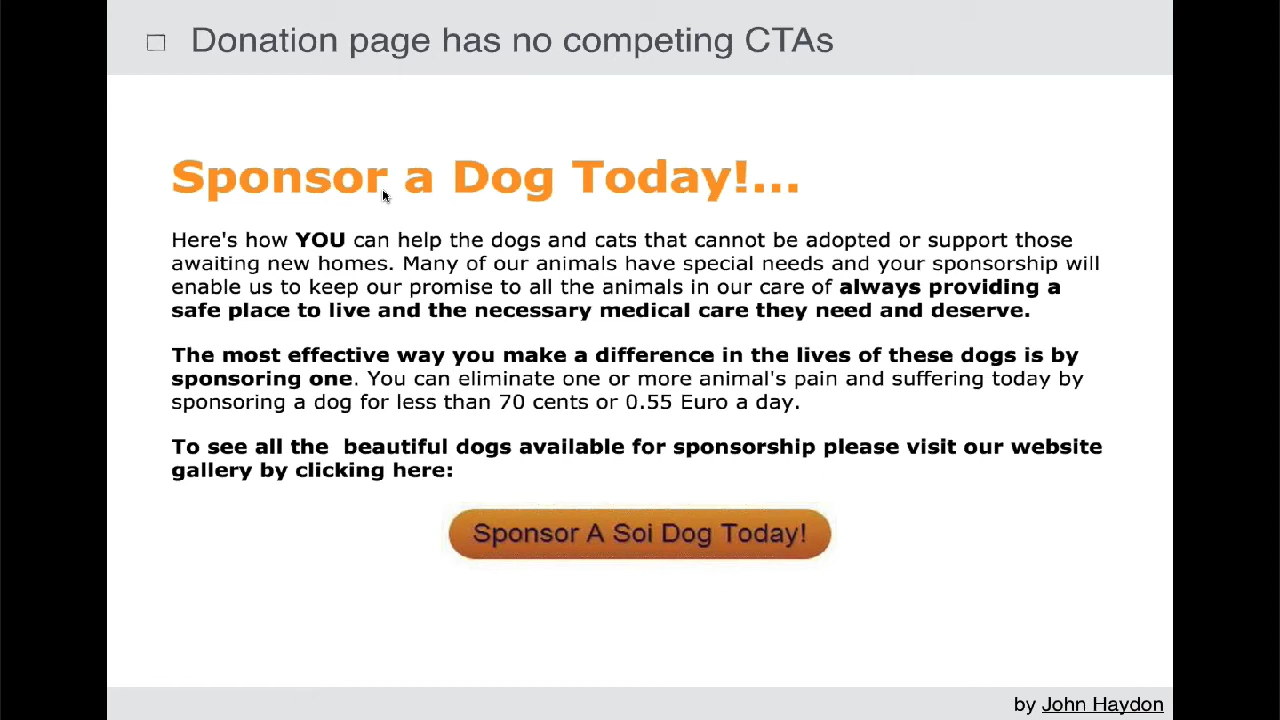 Donation page has no competing CTAs
Sponsor a Dog Today!...
Here's how YOU can help the dogs and cats that cannot be adopted or support those
awaiting new homes. Many of our animals have special needs and your sponsorship will
enable us to keep our promise to all the animals in our care of always providing a
safe place to live and the necessary medical care they need and deserve.
The most effective way you make a difference in the lives of these dogs is by
sponsoring one. You can eliminate one or more animal's pain and suffering today by
sponsoring a dog for less than 70 cents or 0.55 Euro a day.
To see all the  beautiful dogs available for sponsorship please visit our website
gallery by clicking here:
Sponsor A Soi Dog Today!
by John Haydon